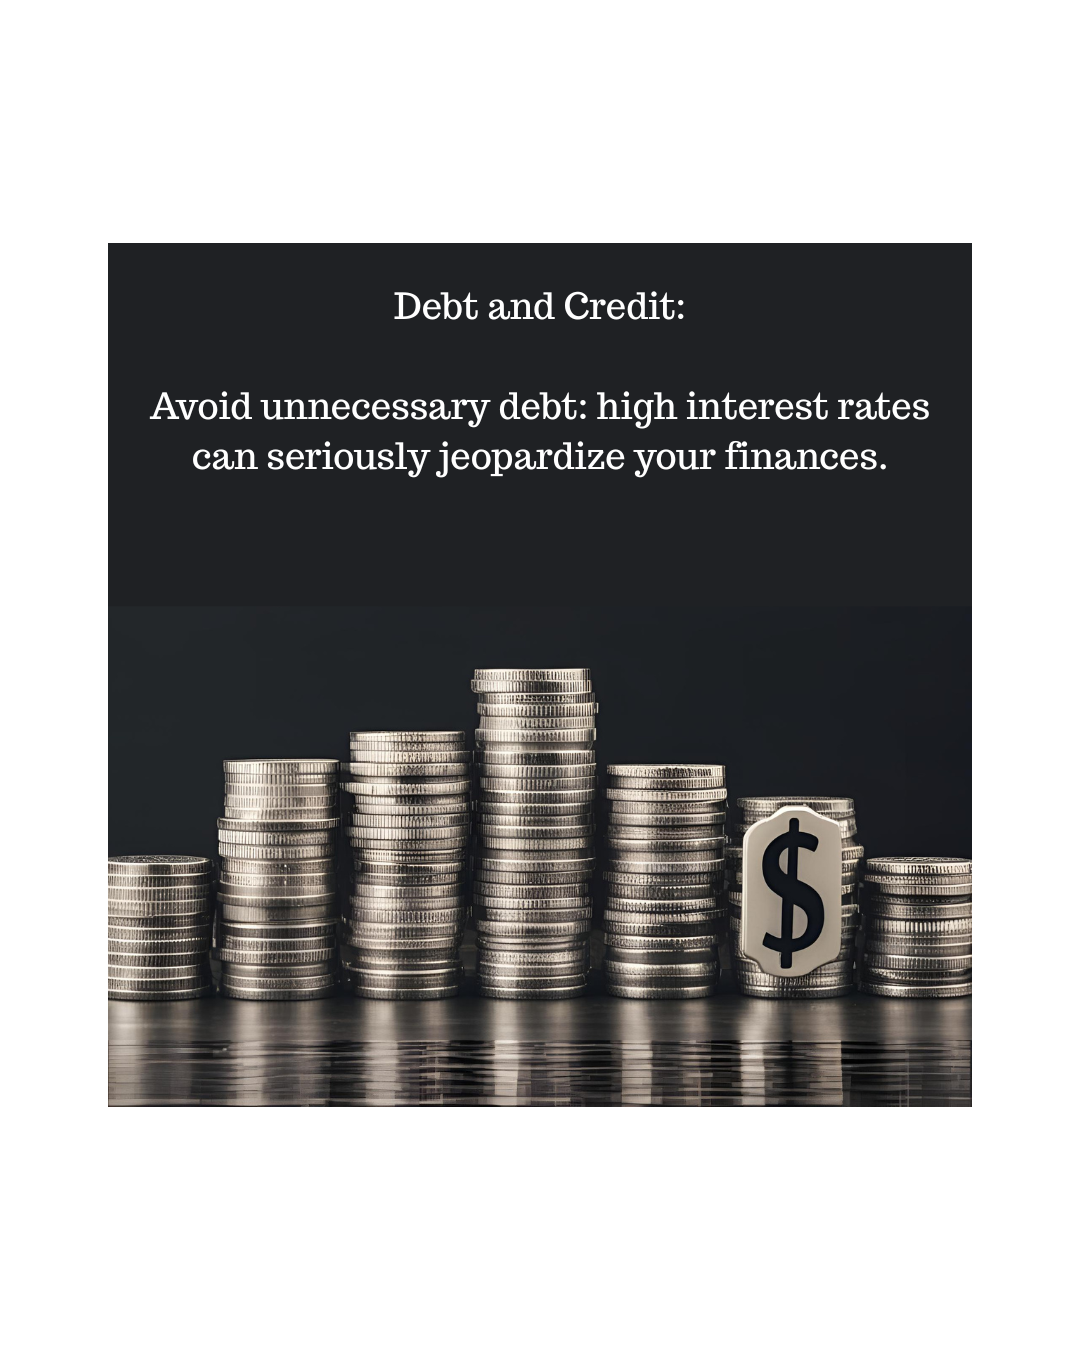 Debt and Credit:
Avoid unnecessary debt: high interest rates
can seriously jeopardize your finances.
$